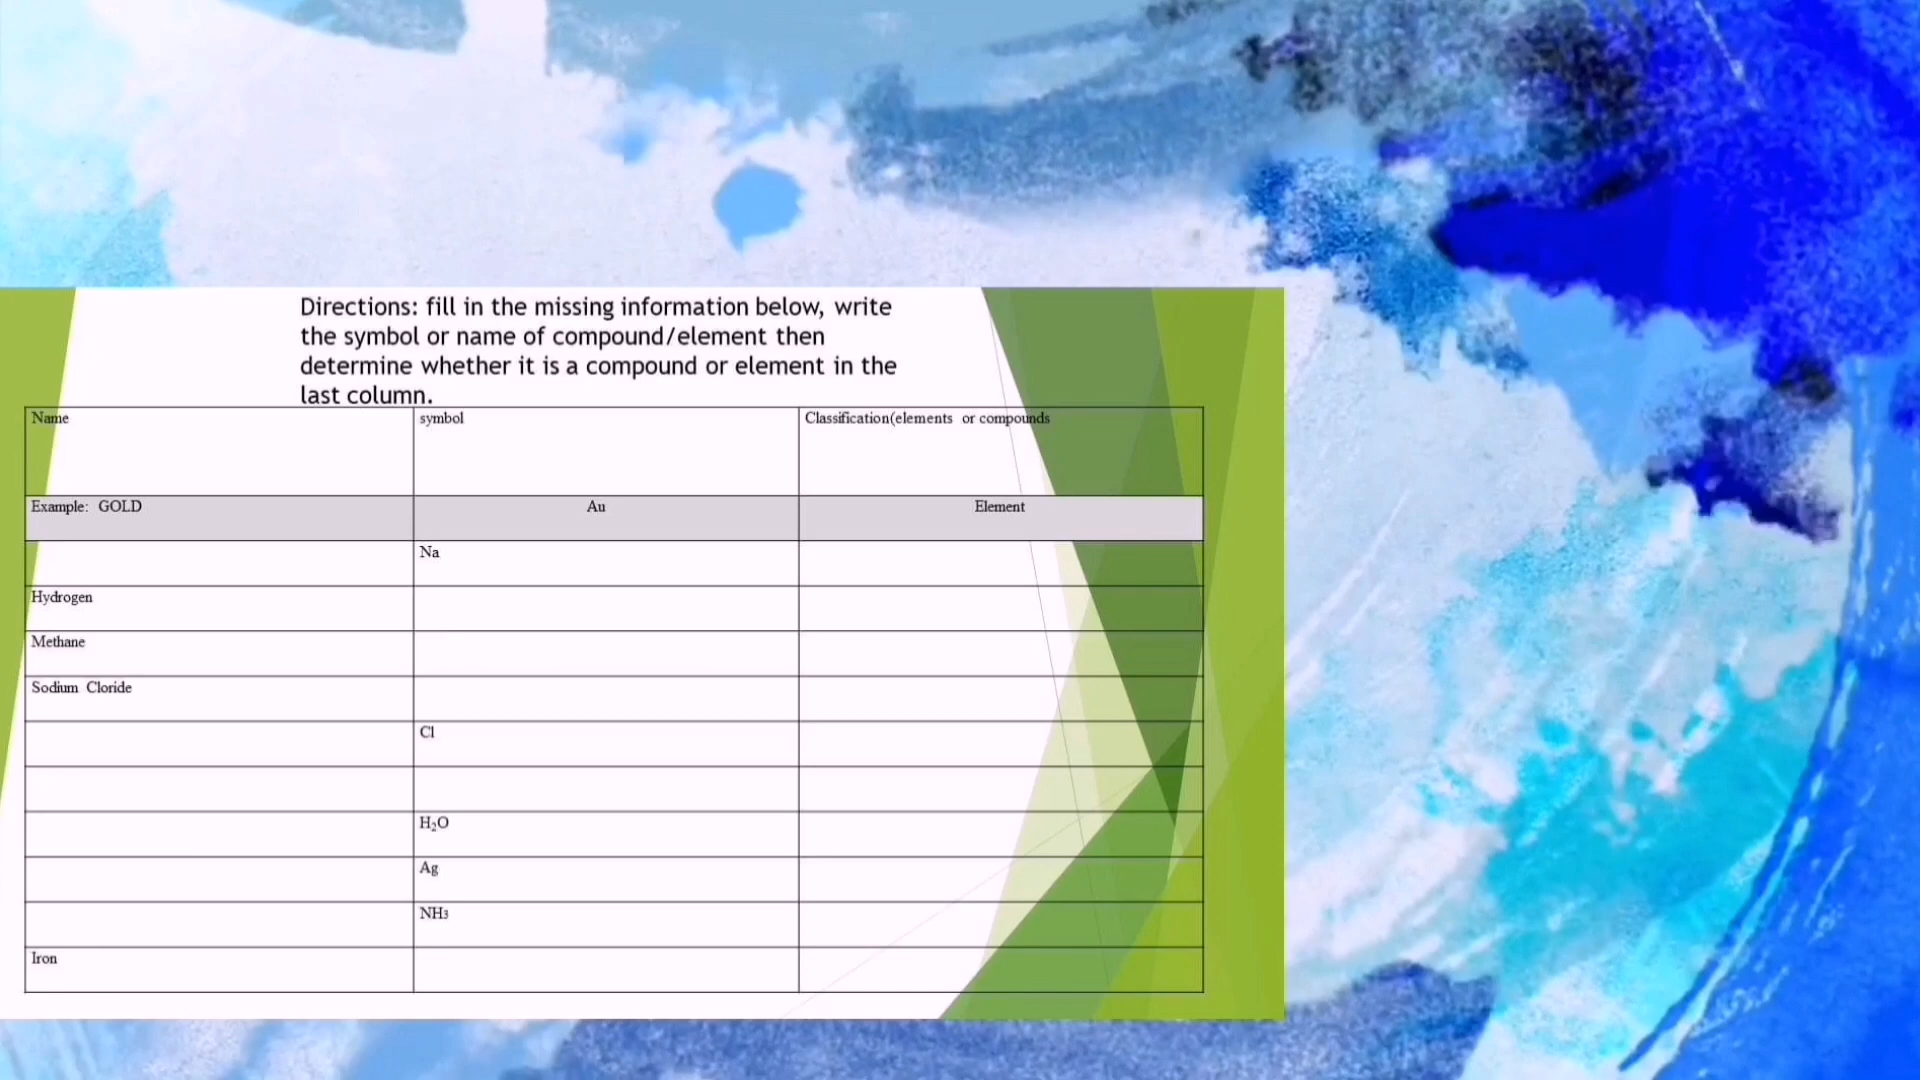 Directions: fill in the missing information below, write
the symbol or name of compound/element then
determine whether it is a compound or element in the
last column.
Name symbol Classification(elements or compounds
Example: GOLD Au Element
Na
Hydrogen
Methane
Sodium Cloride
Cl
H₂O
Ag
NH3
Iron